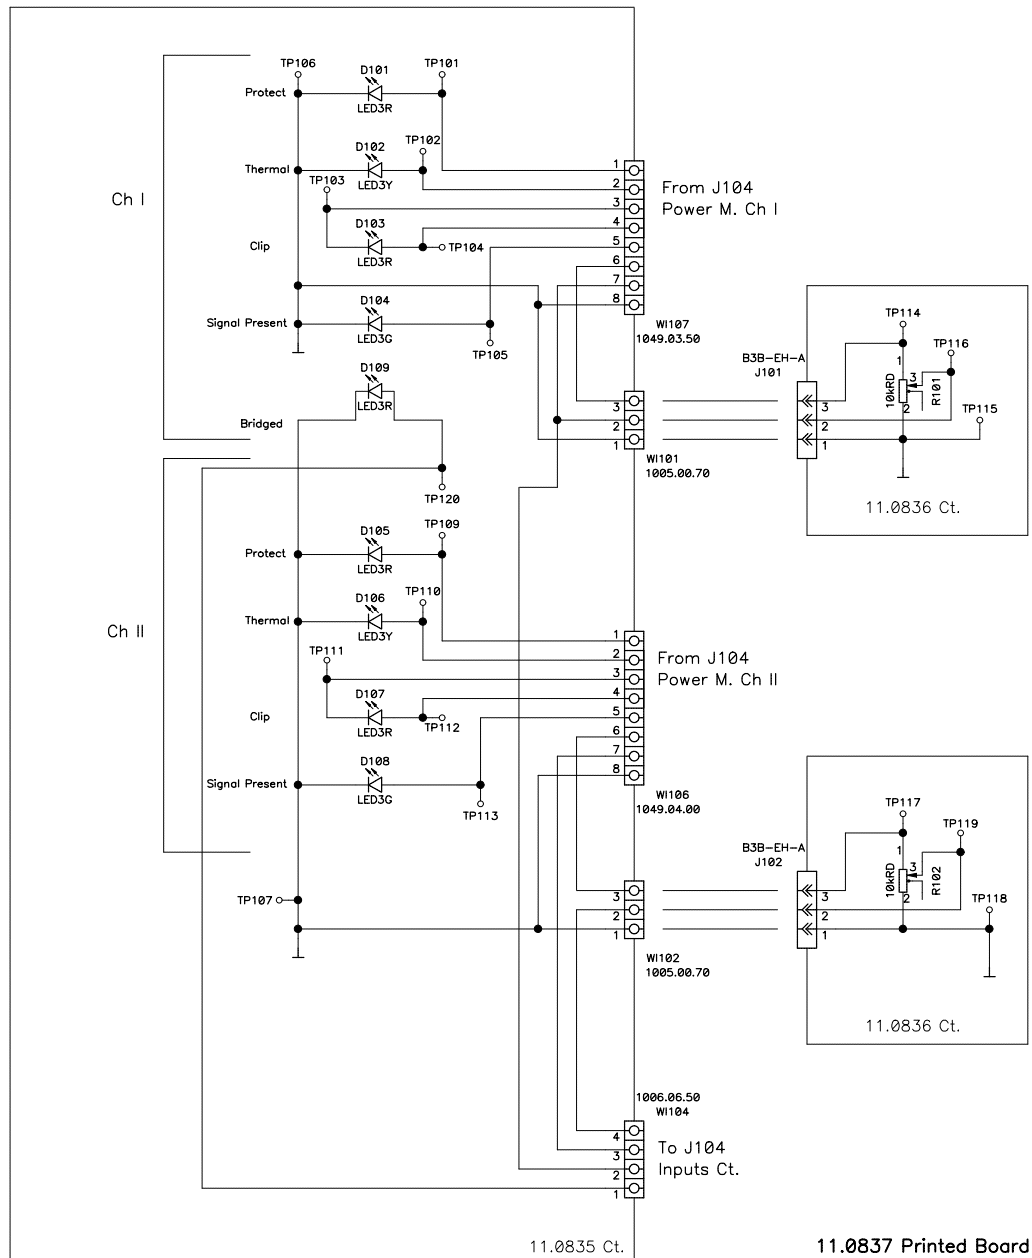 TP106
D101
LED3R
TP101
Protect
TP102
D102
LED3Y
Thermal
TP103
D103
LED3R
Clip
TP104
Ch I
D104
LED3G
Signal Present
TP105
D109
LED3R
Bridged
TP120
1
2
3
4
5
6
7
8
From J104
Power M. Ch I
WI107
1049.03.50
3
2
1
WI101
1005.00.70
B3B-EH-A
J101
3
2
1
TP114
TP116
TP115
1
3
2
10kRD
R101
11.0836 Ct.
TP109
D105
LED3R
Protect
D106
LED3Y
TP110
Thermal
Ch II
TP111
D107
LED3R
Clip
TP112
D108
LED3G
Signal Present
TP113
TP107
1
2
3
4
5
6
7
8
From J104
Power M. Ch II
WI106
1049.04.00
3
2
1
WI102
1005.00.70
B3B-EH-A
J102
3
2
1
TP117
TP119
TP118
1
3
2
10kRD
R102
11.0836 Ct.
1006.06.50
WI104
4
3
2
1
To J104
Inputs Ct.
11.0835 Ct.
11.0837 Printed Board